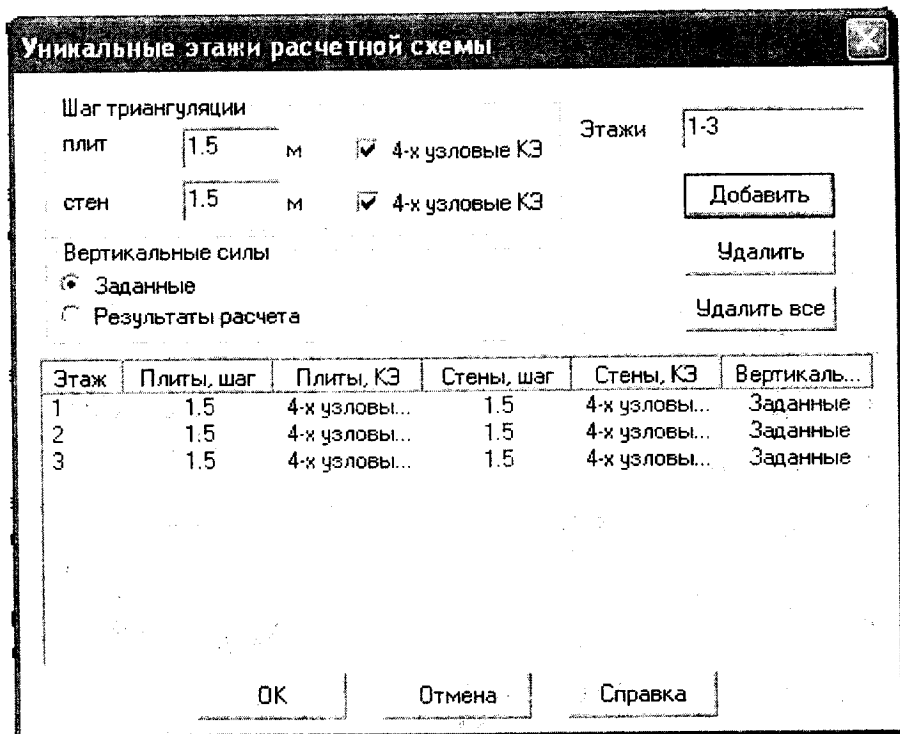 Уникальные этажи расчетной схемы
Шаг триангуляции
плит 1.5 м 4-х узловые КЭ
Этажи 1-3
стен 1.5 м 4-х узловые КЭ
Добавить
Вертикальные силы
Удалить
Заданные
Результаты расчета
Удалить все
Этаж Плиты, шаг Плиты, КЭ Стены, шаг Стены, КЭ Вертикаль...
1 1.5 4-х узловы... 1.5 4-х узловы... Заданные
2 1.5 4-х узловы... 1.5 4-х узловы... Заданные
3 1.5 4-х узловы... 1.5 4-х узловы... Заданные
ОК Отмена Справка